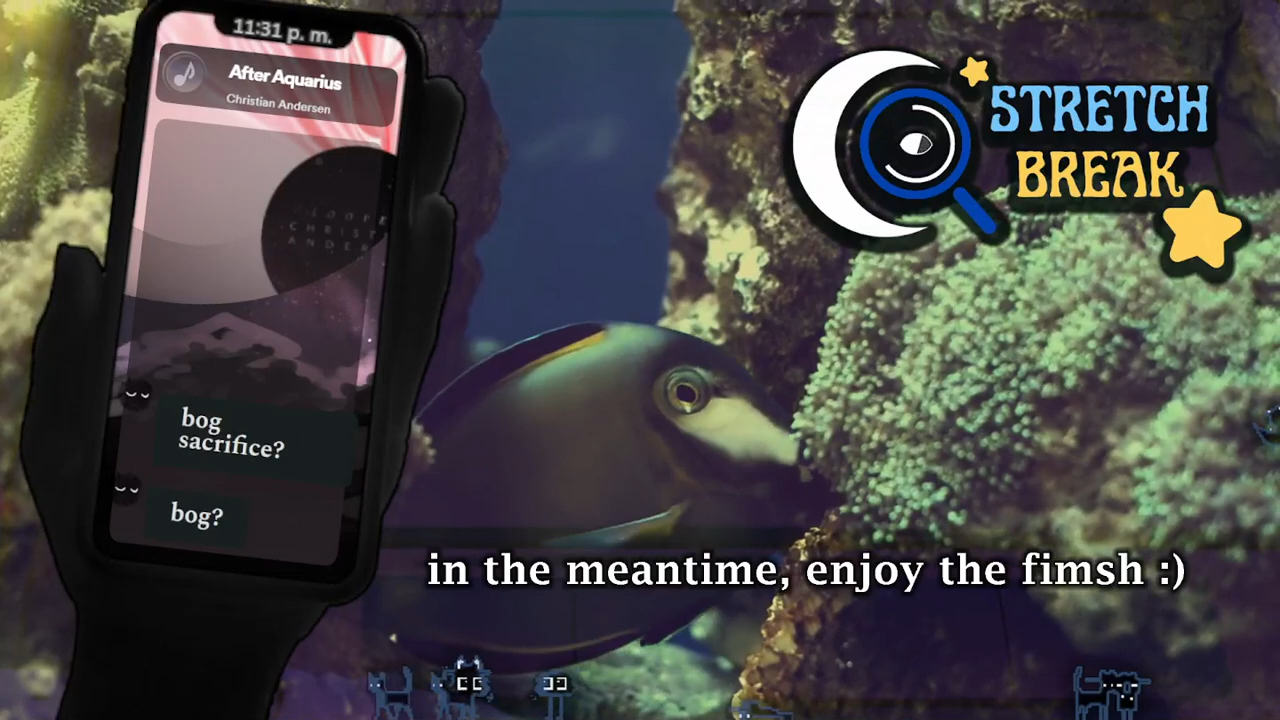 11:31 p. m.
After Aquarius
Christian Andersen
STRETCH
BREAK
bog
sacrifice?
bog?
in the meantime, enjoy the fimsh :)